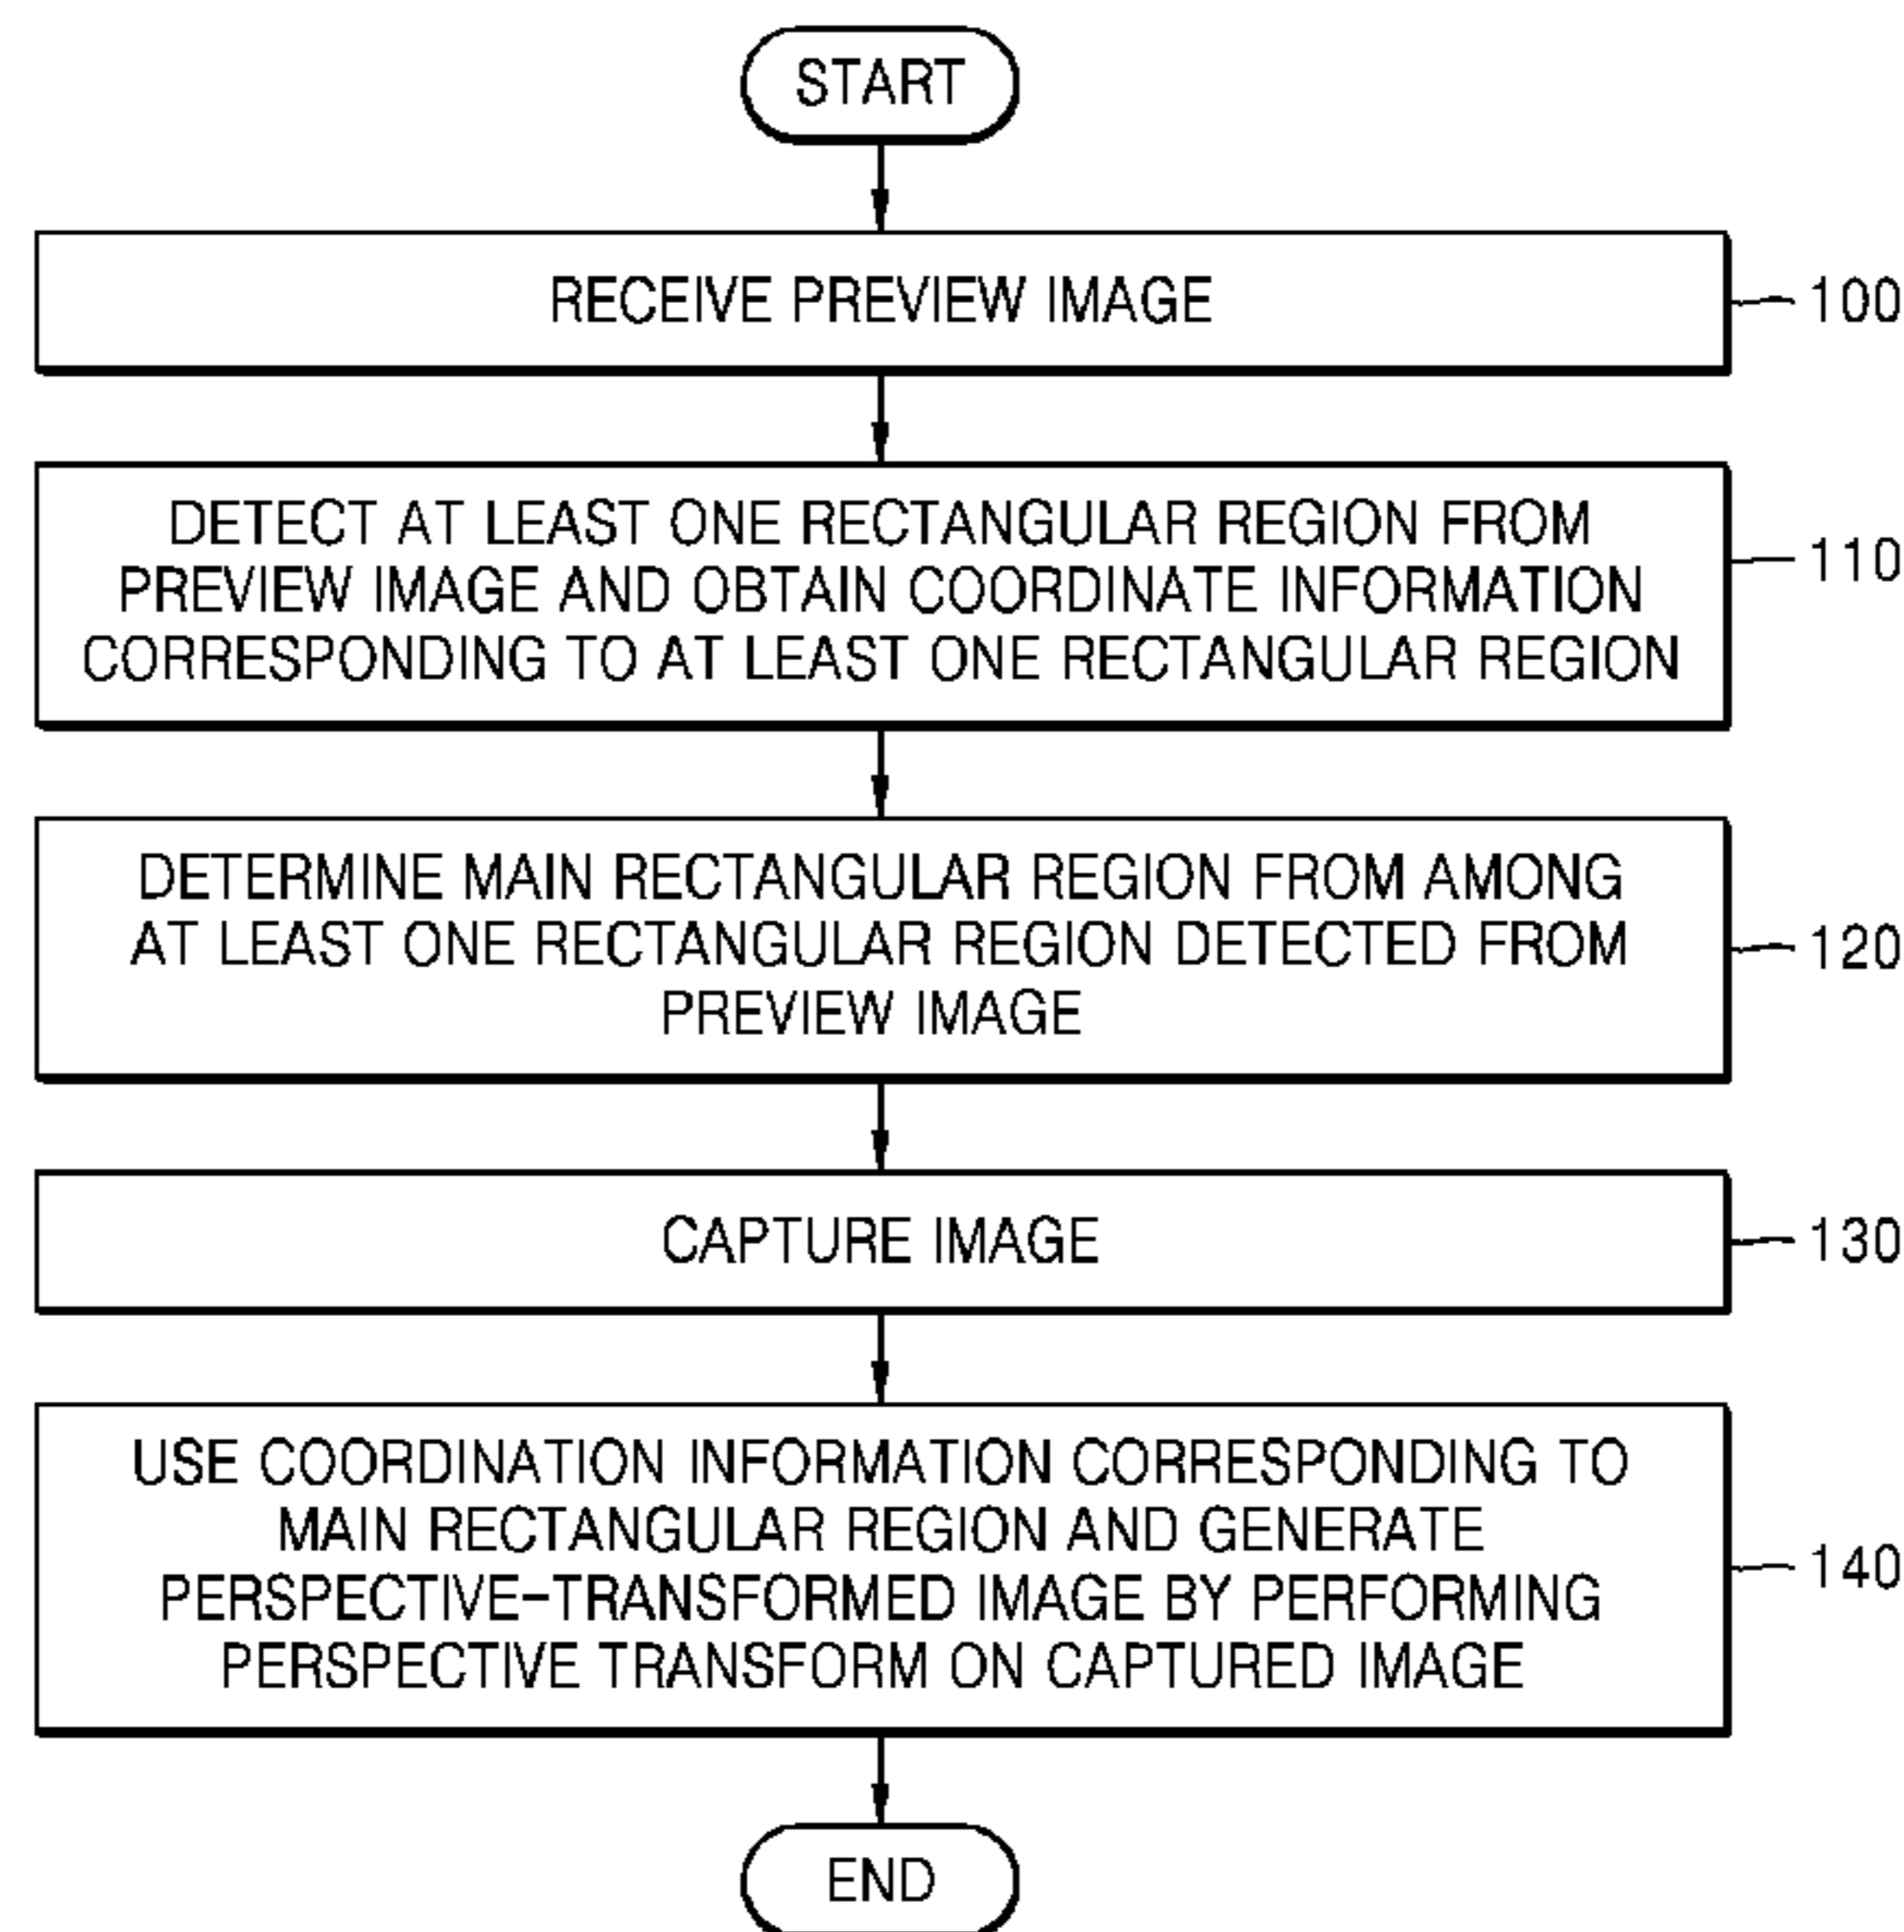 START
RECEIVE PREVIEW IMAGE
100
DETECT AT LEAST ONE RECTANGULAR REGION FROM
PREVIEW IMAGE AND OBTAIN COORDINATE INFORMATION
CORRESPONDING TO AT LEAST ONE RECTANGULAR REGION
110
DETERMINE MAIN RECTANGULAR REGION FROM AMONG
AT LEAST ONE RECTANGULAR REGION DETECTED FROM
PREVIEW IMAGE
120
CAPTURE IMAGE
130
USE COORDINATION INFORMATION CORRESPONDING TO
MAIN RECTANGULAR REGION AND GENERATE
PERSPECTIVE-TRANSFORMED IMAGE BY PERFORMING
PERSPECTIVE TRANSFORM ON CAPTURED IMAGE
140
END